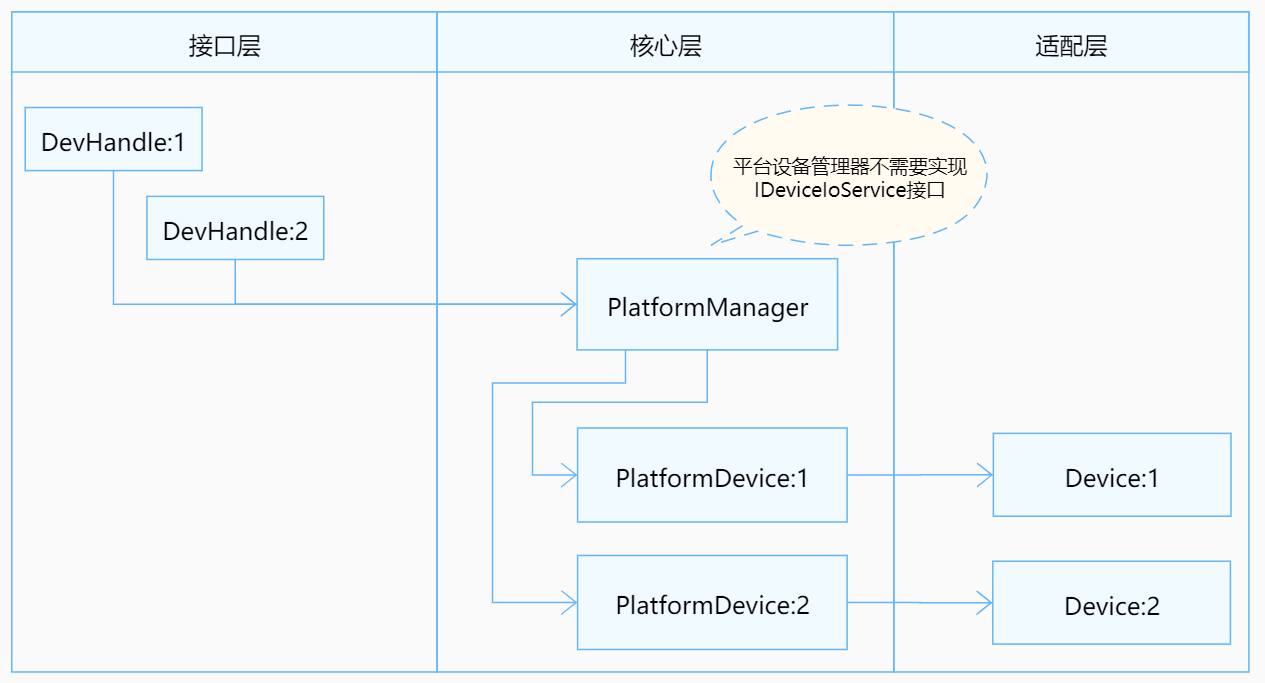 接口层
核心层
适配层
DevHandle:1
DevHandle:2
平台设备管理器不需要实现
IDeviceIoService接口
PlatformManager
PlatformDevice:1
Device:1
PlatformDevice:2
Device:2